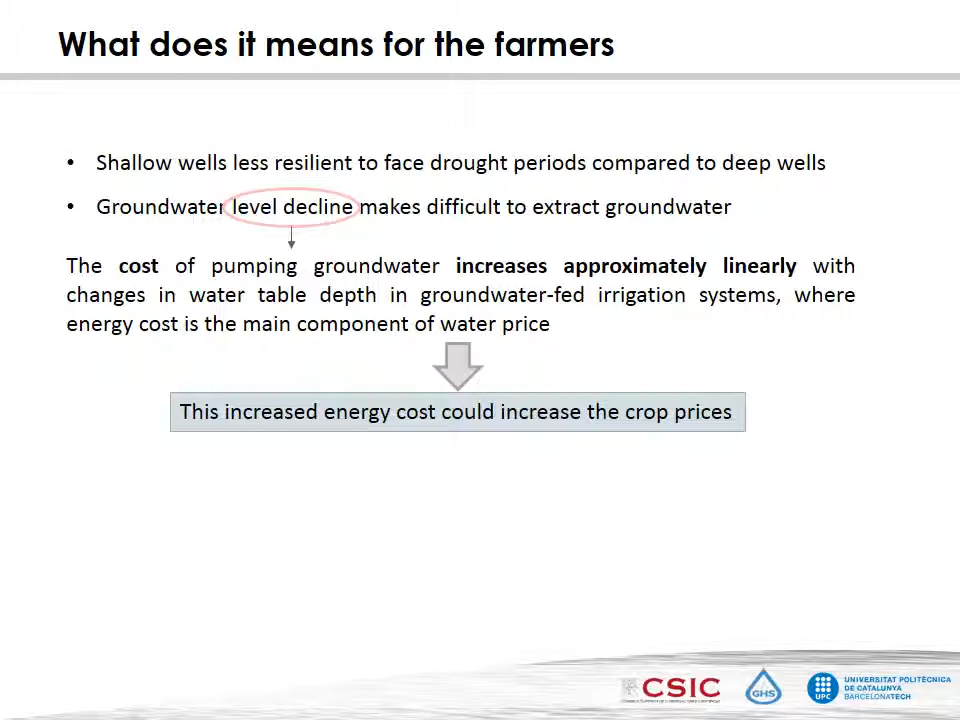 What does it means for the farmers
• Shallow wells less resilient to face drought periods compared to deep wells
• Groundwater level decline makes difficult to extract groundwater
The cost of pumping groundwater increases approximately linearly with
changes in water table depth in groundwater-fed irrigation systems, where
energy cost is the main component of water price
This increased energy cost could increase the crop prices
CSIC
GHS
UPC
UNIVERSITAT POLITÈCNICA
DE CATALUNYA
BARCELONATECH